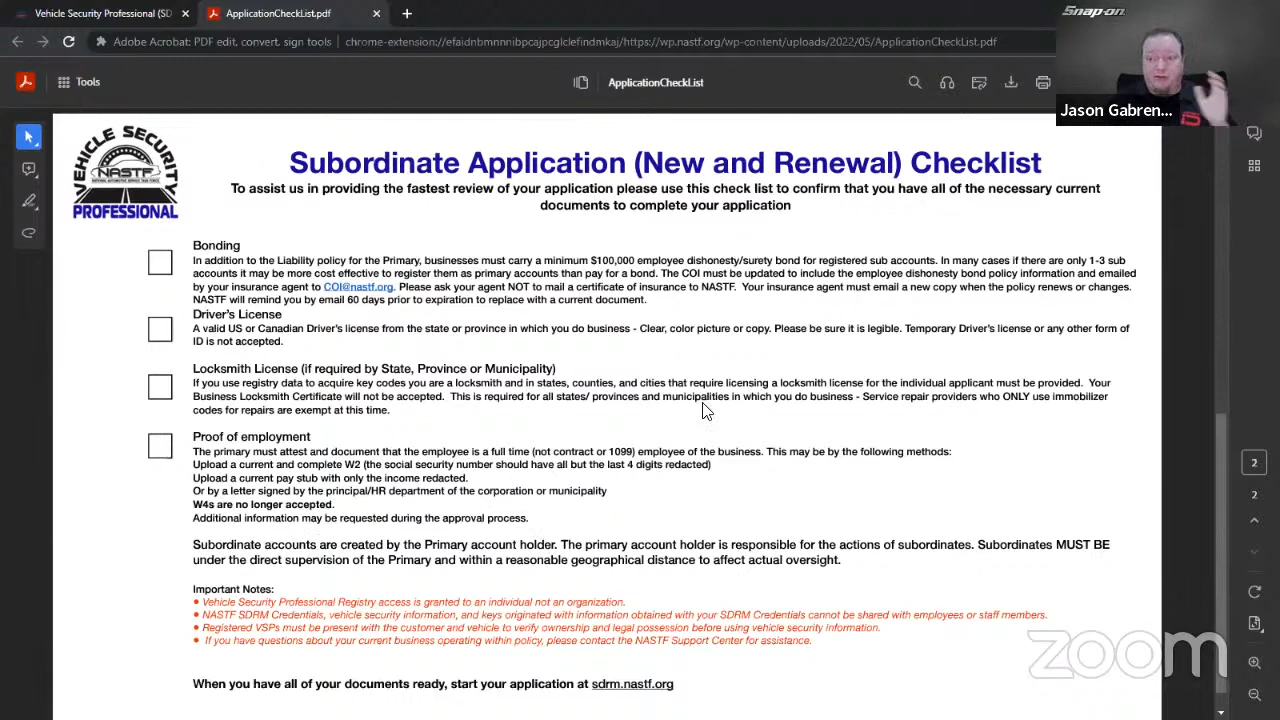 Vehicle Security Professional (SD
ApplicationCheckList.pdf
Snap-on
Adobe Acrobat: PDF edit, convert, sign tools
chrome-extension://efaidnbmnnnibpcajpcglclefindmkaj/https://wp.nastf.org/wp-content/uploads/2022/05/ApplicationCheckList.pdf
Tools
ApplicationCheckList
Jason Gabren...
VEHICLE SECURITY
NASTF
PROFESSIONAL
Subordinate Application (New and Renewal) Checklist
To assist us in providing the fastest review of your application please use this check list to confirm that you have all of the necessary current
documents to complete your application
Bonding
In addition to the Liability policy for the Primary, businesses must carry a minimum $100,000 employee dishonesty/surety bond for registered sub accounts. In many cases if there are only 1-3 sub
accounts it may be more cost effective to register them as primary accounts than pay for a bond. The COI must be updated to include the employee dishonesty bond policy information and emailed
by your insurance agent to COI@nastf.org. Please ask your agent NOT to mail a certificate of insurance to NASTF. Your insurance agent must email a new copy when the policy renews or changes.
NASTF will remind you by email 60 days prior to expiration to replace with a current document.
Driver's License
A valid US or Canadian Driver's license from the state or province in which you do business - Clear, color picture or copy. Please be sure it is legible. Temporary Driver's license or any other form of
ID is not accepted.
Locksmith License (if required by State, Province or Municipality)
If you use registry data to acquire key codes you are a locksmith and in states, counties, and cities that require licensing a locksmith license for the individual applicant must be provided. Your
Business Locksmith Certificate will not be accepted. This is required for all states/ provinces and municipalities in which you do business - Service repair providers who ONLY use immobilizer
codes for repairs are exempt at this time.
Proof of employment
The primary must attest and document that the employee is a full time (not contract or 1099) employee of the business. This may be by the following methods:
Upload a current and complete W2 (the social security number should have all but the last 4 digits redacted)
Upload a current pay stub with only the income redacted.
Or by a letter signed by the principal/HR department of the corporation or municipality
W4s are no longer accepted.
Additional information may be requested during the approval process.
Subordinate accounts are created by the Primary account holder. The primary account holder is responsible for the actions of subordinates. Subordinates MUST BE
under the direct supervision of the Primary and within a reasonable geographical distance to affect actual oversight.
Important Notes:
• Vehicle Security Professional Registry access is granted to an individual not an organization.
• NASTF SDRM Credentials, vehicle security information, and keys originated with information obtained with your SDRM Credentials cannot be shared with employees or staff members.
• Registered VSPs must be present with the customer and vehicle to verify ownership and legal possession before using vehicle security information.
• If you have questions about your current business operating within policy, please contact the NASTF Support Center for assistance.
When you have all of your documents ready, start your application at sdrm.nastf.org
2
2
zoom